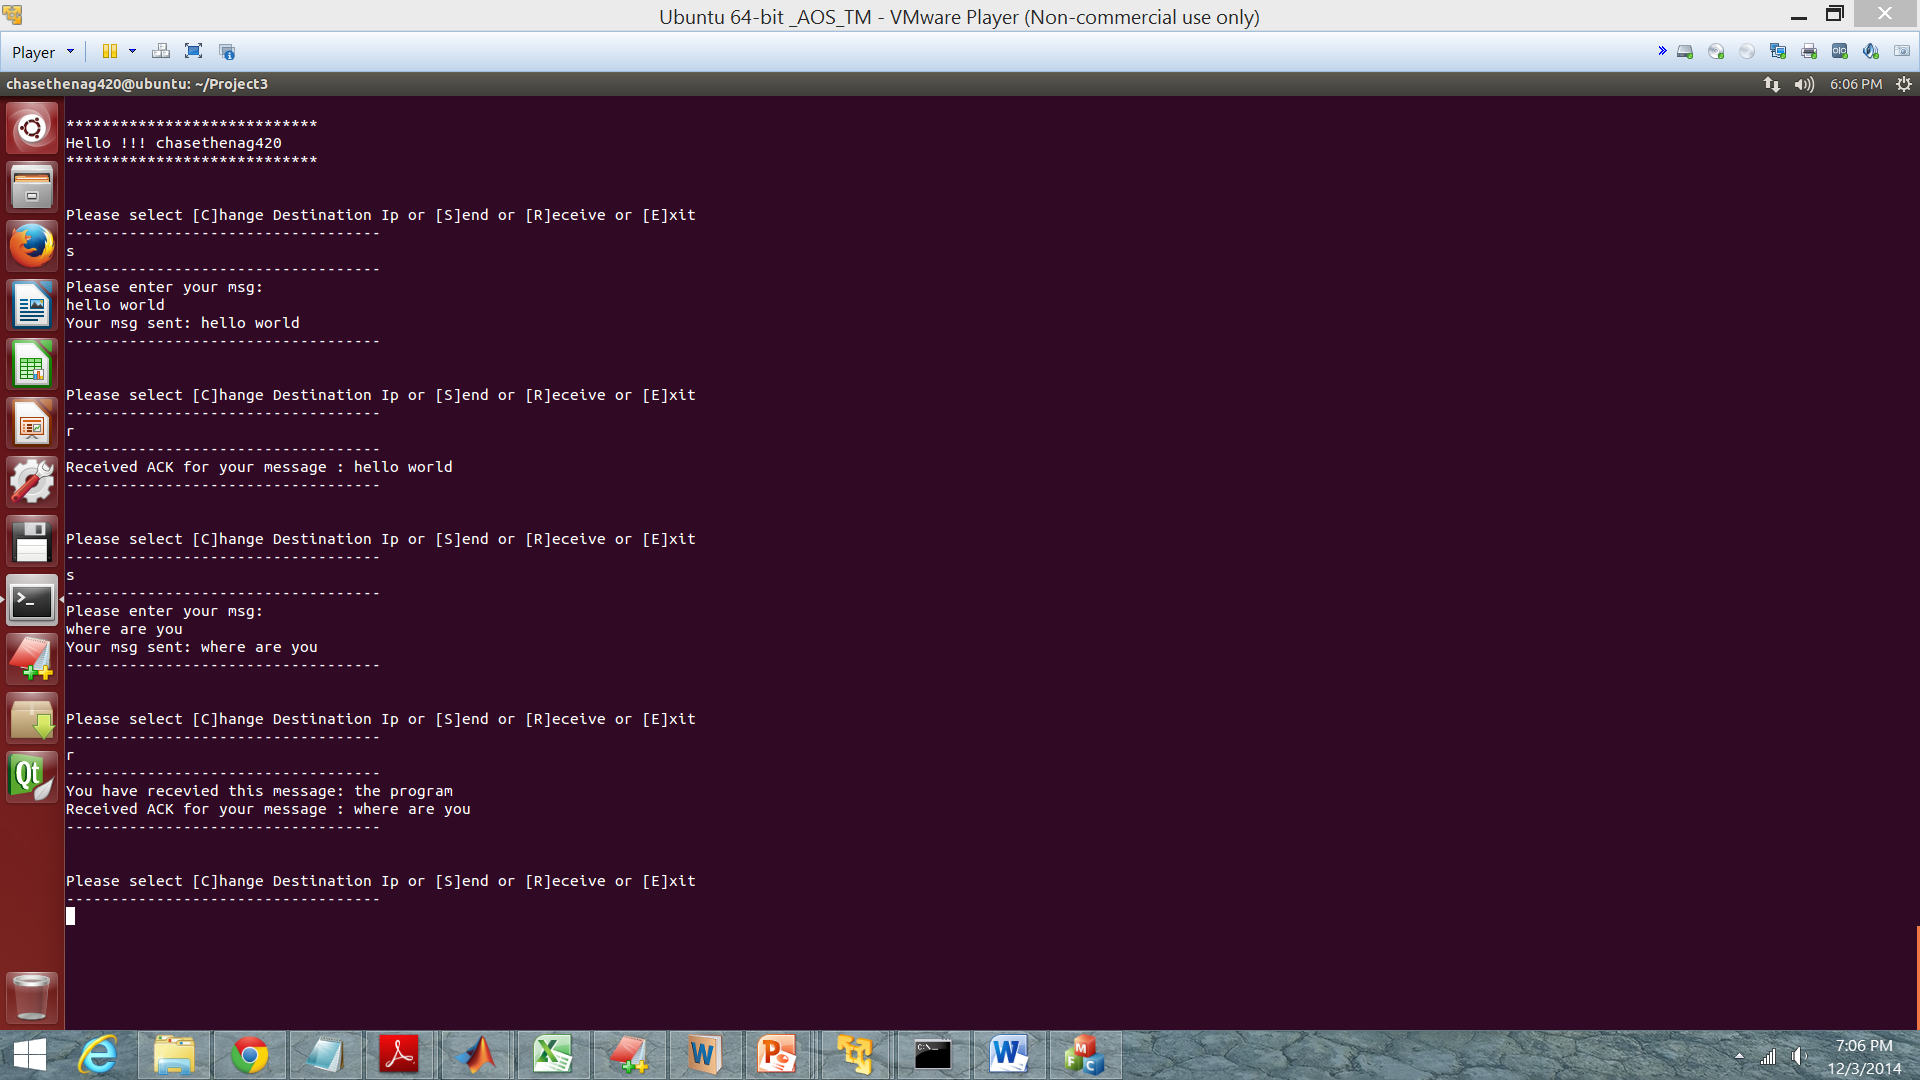 Ubuntu 64-bit _AOS_TM - VMware Player (Non-commercial use only)
Player
chasethenag420@ubuntu: ~/Project3
6:06 PM
****************************
Hello !!! chasethenag420
****************************
Please select [C]hange Destination Ip or [S]end or [R]eceive or [E]xit
-----------------------------------
s
-----------------------------------
Please enter your msg:
hello world
Your msg sent: hello world
-----------------------------------
Please select [C]hange Destination Ip or [S]end or [R]eceive or [E]xit
-----------------------------------
r
-----------------------------------
Received ACK for your message : hello world
-----------------------------------
Please select [C]hange Destination Ip or [S]end or [R]eceive or [E]xit
-----------------------------------
s
-----------------------------------
Please enter your msg:
where are you
Your msg sent: where are you
-----------------------------------
Please select [C]hange Destination Ip or [S]end or [R]eceive or [E]xit
-----------------------------------
r
-----------------------------------
You have recevied this message: the program
Received ACK for your message : where are you
-----------------------------------
Please select [C]hange Destination Ip or [S]end or [R]eceive or [E]xit
-----------------------------------
Qt
7:06 PM
12/3/2014